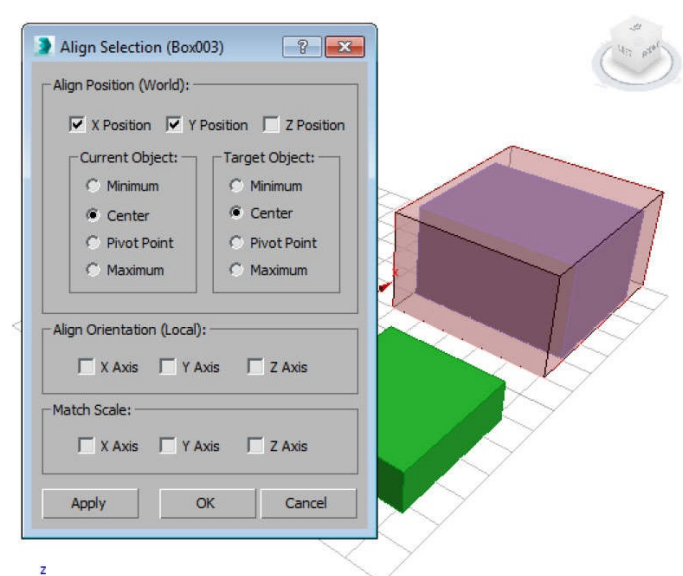 Align Selection (Box003)
Align Position (World):
X Position Y Position Z Position
Current Object: Target Object:
Minimum Minimum
Center Center
Pivot Point Pivot Point
Maximum Maximum
Align Orientation (Local):
X Axis Y Axis Z Axis
Match Scale:
X Axis Y Axis Z Axis
Apply OK Cancel
x
z